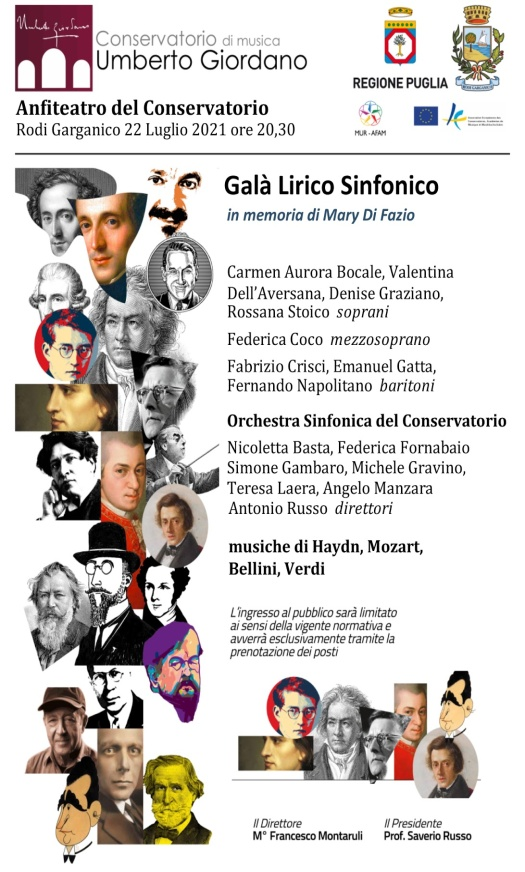 Umberto Giordano
Conservatorio di musica
Umberto Giordano
REGIONE PUGLIA
Anfiteatro del Conservatorio
Rodi Garganico 22 Luglio 2021 ore 20,30
MUR - AFAM
Galà Lirico Sinfonico
in memoria di Mary Di Fazio
Carmen Aurora Bocale, Valentina
Dell'Aversana, Denise Graziano,
Rossana Stoico soprani
Federica Coco mezzosoprano
Fabrizio Crisci, Emanuel Gatta,
Fernando Napolitano baritoni
Orchestra Sinfonica del Conservatorio
Nicoletta Basta, Federica Fornabaio
Simone Gambaro, Michele Gravino,
Teresa Laera, Angelo Manzara
Antonio Russo direttori
musiche di Haydn, Mozart,
Bellini, Verdi
L'ingresso al pubblico sarà limitato
ai sensi della vigente normativa e
avverrà esclusivamente tramite la
prenotazione dei posti
Il Direttore
M° Francesco Montaruli
Il Presidente
Prof. Saverio Russo